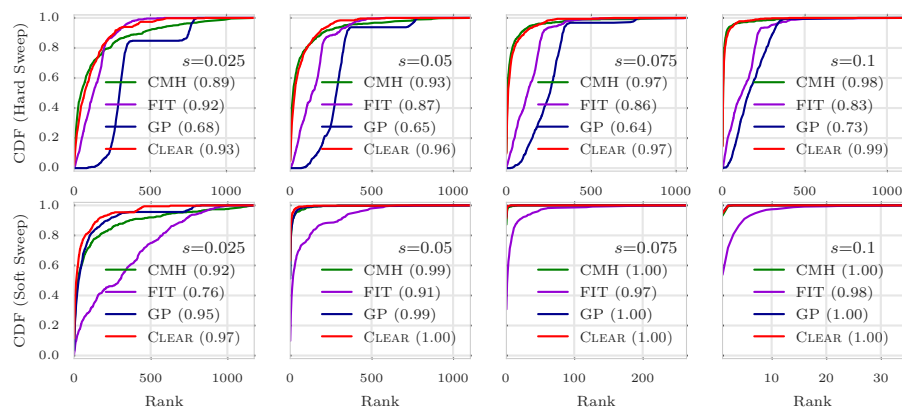 CDF (Hard Sweep)
1.0
0.8
0.6
0.4
0.2
0.0
s=0.025
CMH (0.89)
FIT (0.92)
GP (0.68)
CLEAR (0.93)
0 500 1000
s=0.05
CMH (0.93)
FIT (0.87)
GP (0.65)
CLEAR (0.96)
0 500 1000
s=0.075
CMH (0.97)
FIT (0.86)
GP (0.64)
CLEAR (0.97)
0 500 1000
s=0.1
CMH (0.98)
FIT (0.83)
GP (0.73)
CLEAR (0.99)
0 500 1000
CDF (Soft Sweep)
1.0
0.8
0.6
0.4
0.2
0.0
s=0.025
CMH (0.92)
FIT (0.76)
GP (0.95)
CLEAR (0.97)
0 500 1000
Rank
s=0.05
CMH (0.99)
FIT (0.91)
GP (0.99)
CLEAR (1.00)
0 500 1000
Rank
s=0.075
CMH (1.00)
FIT (0.97)
GP (1.00)
CLEAR (1.00)
0 100 200
Rank
s=0.1
CMH (1.00)
FIT (0.98)
GP (1.00)
CLEAR (1.00)
10 20 30
Rank